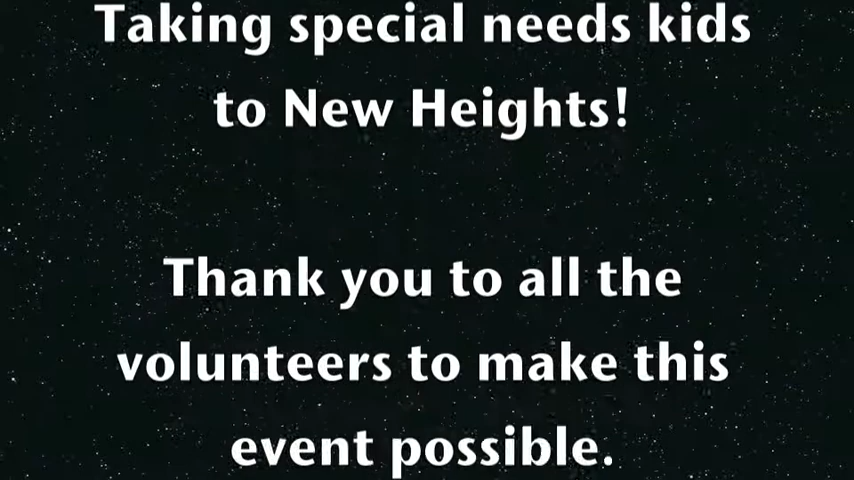 Taking special needs kids
to New Heights!
Thank you to all the
volunteers to make this
event possible.